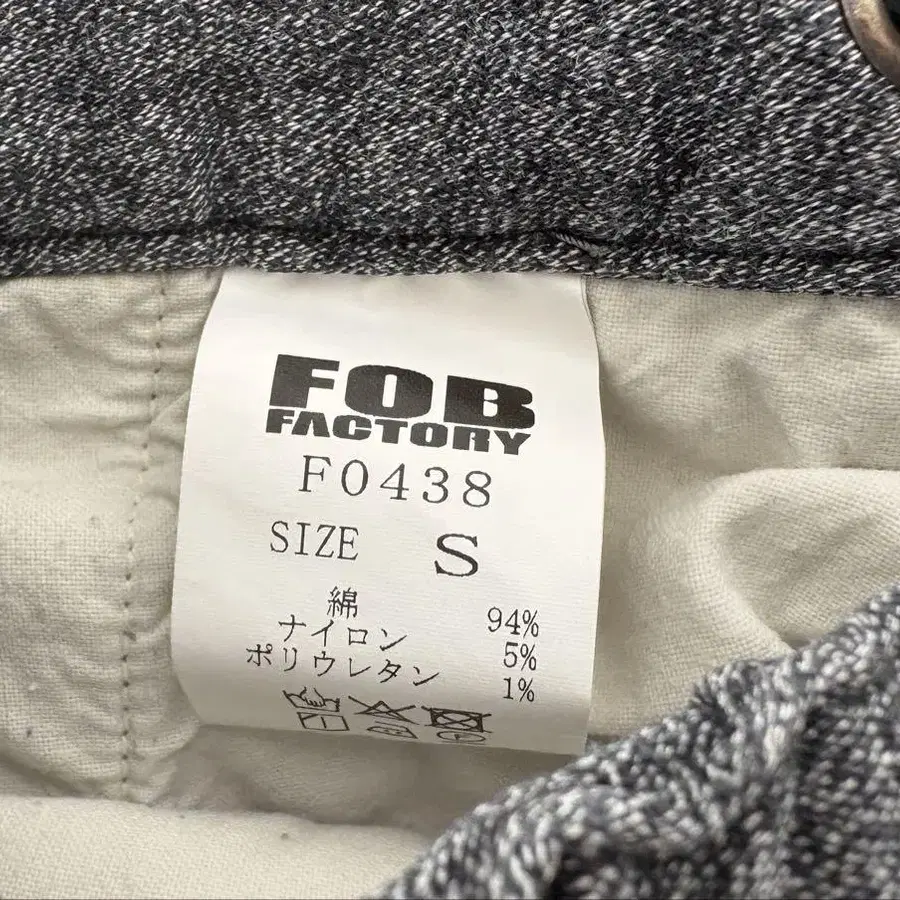 FOB
FACTORY
F0438
SIZE S
綿 94%
ナイロン 5%
ポリウレタン 1%